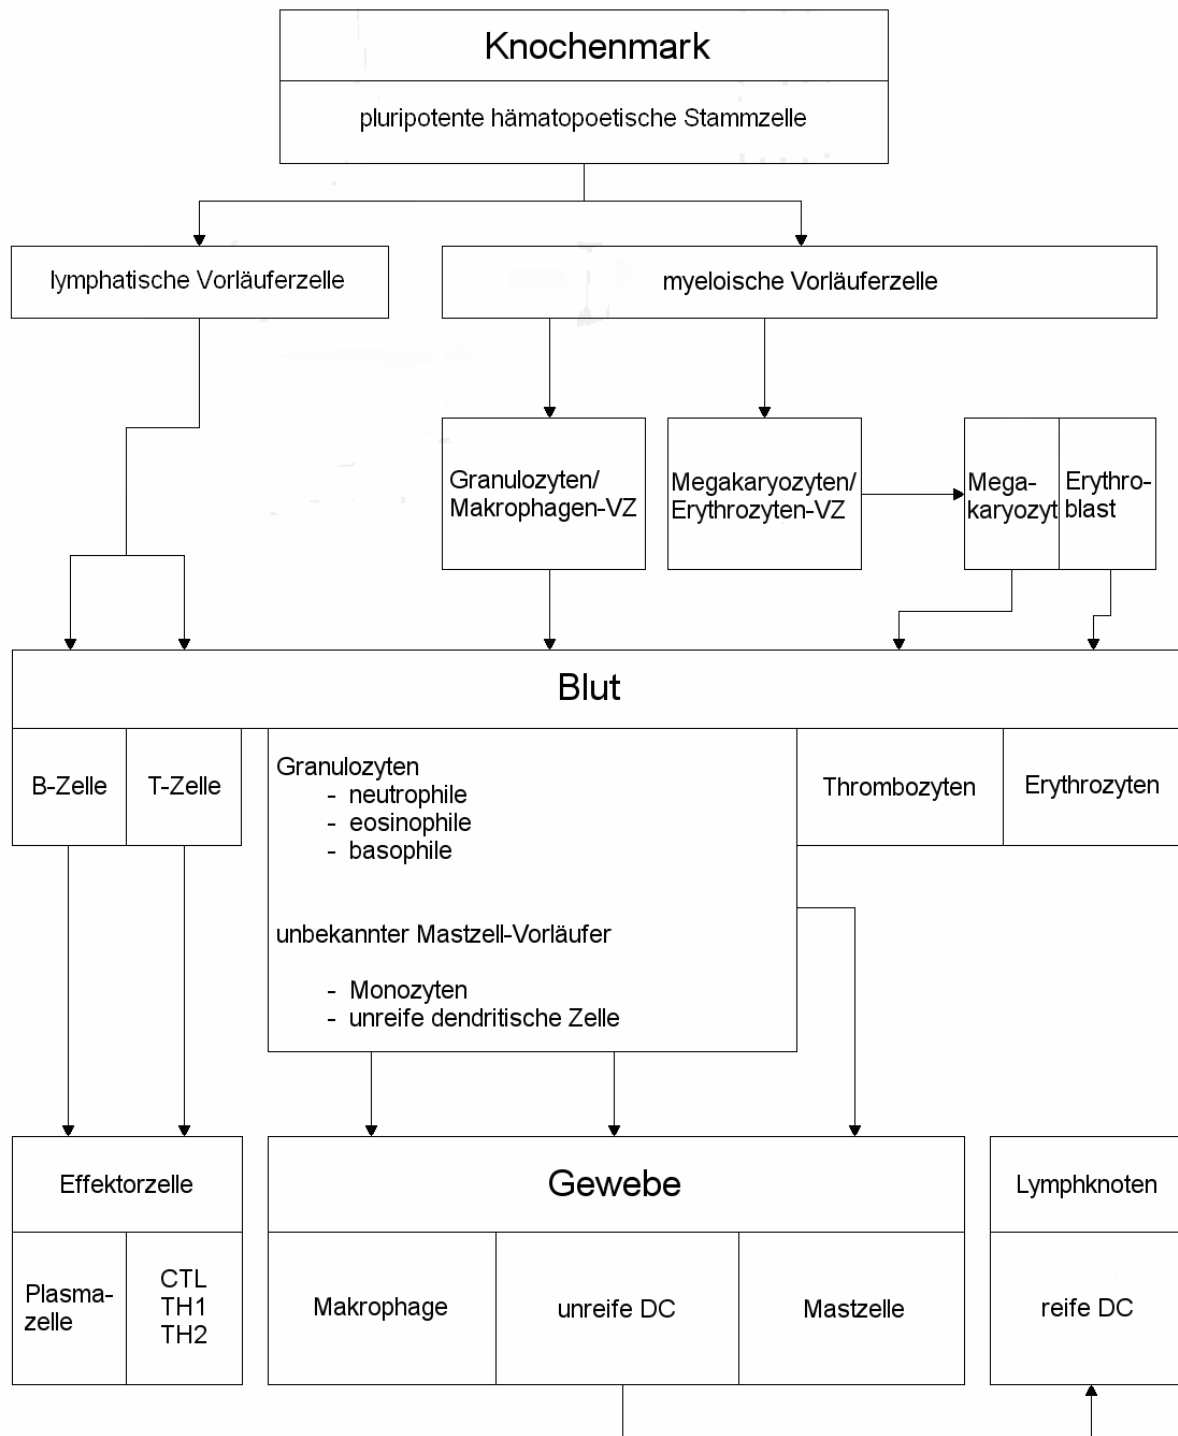 Knochenmark
pluripotente hämatopoetische Stammzelle
lymphatische Vorläuferzelle
myeloische Vorläuferzelle
Granulozyten/
Makrophagen-VZ
Megakaryozyten/
Erythrozyten-VZ
Mega-
karyozyt
Erythro-
blast
Blut
B-Zelle
T-Zelle
Granulozyten
- neutrophile
- eosinophile
- basophile
unbekannter Mastzell-Vorläufer
- Monozyten
- unreife dendritische Zelle
Thrombozyten
Erythrozyten
Effektorzelle
Plasma-
zelle
CTL
TH1
TH2
Gewebe
Makrophage
unreife DC
Mastzelle
Lymphknoten
reife DC